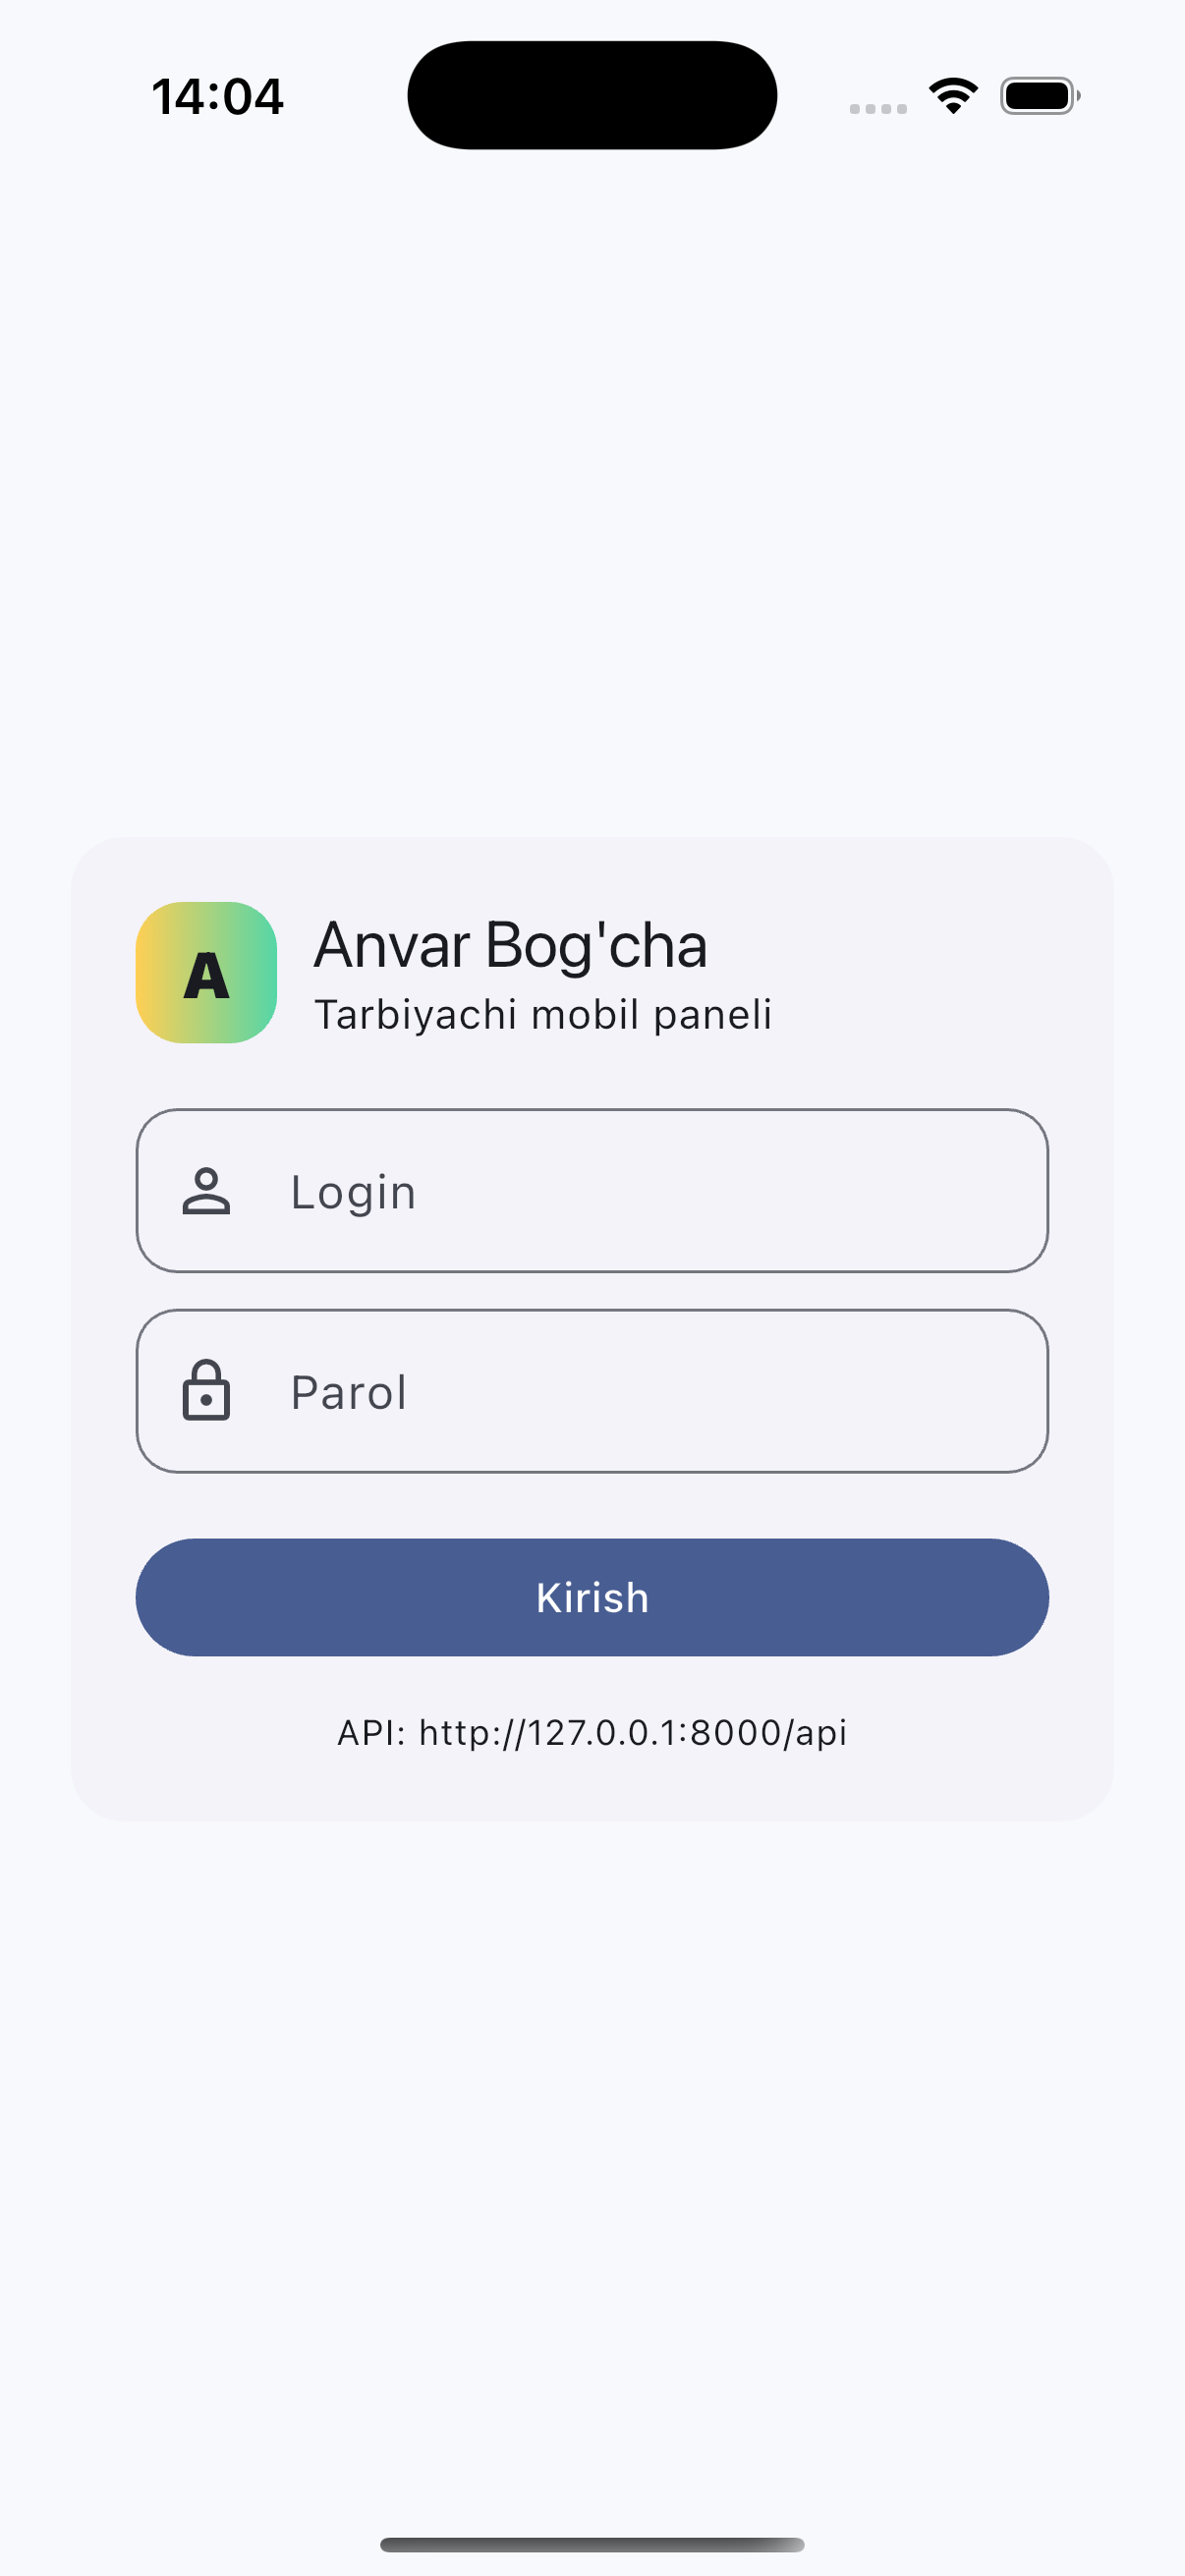 14:04
A
Anvar Bog'cha
Tarbiyachi mobil paneli
Login
Parol
Kirish
API: http://127.0.0.1:8000/api